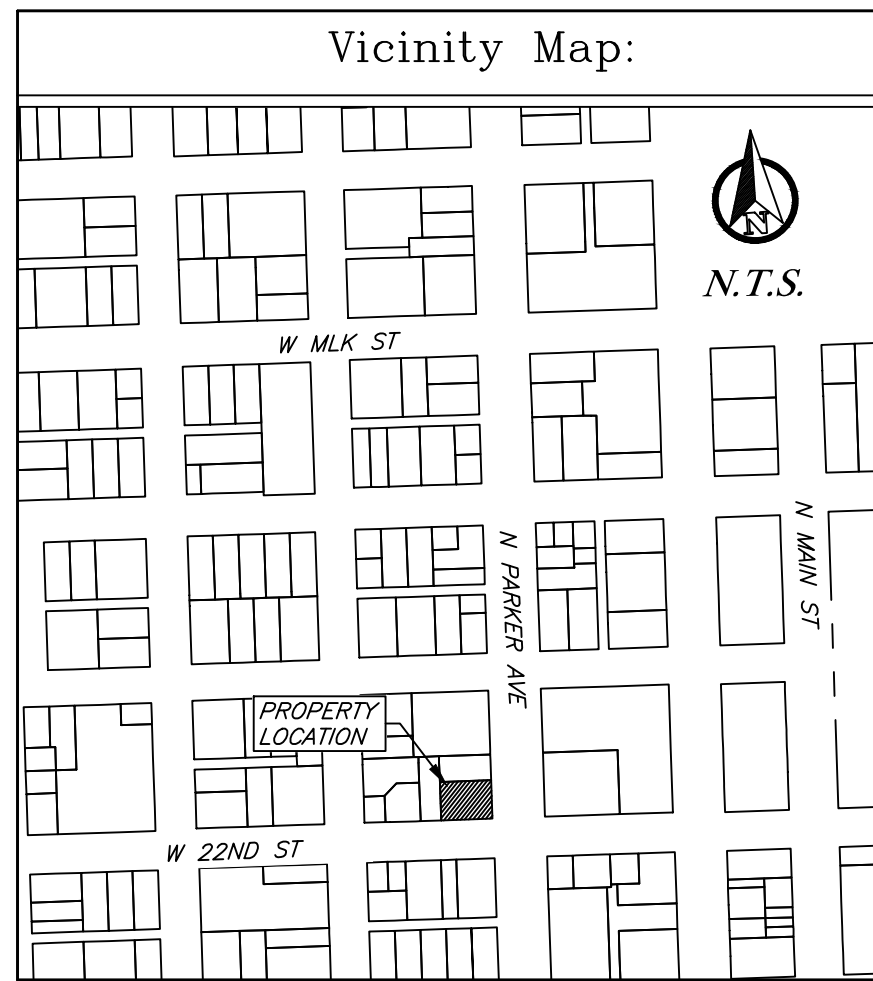 Vicinity Map:
N
N.T.S.
W MLK ST
N PARKER AVE
N MAIN ST
PROPERTY
LOCATION
W 22ND ST